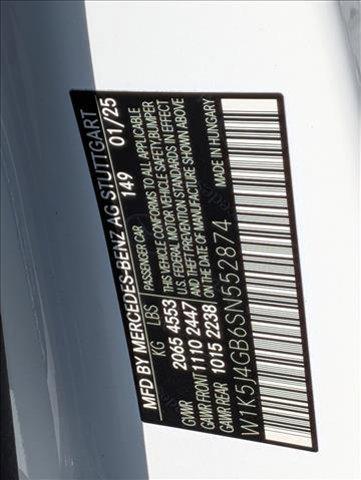 MFD BY MERCEDES-BENZ AG STUTTGART
149 01/25
KG LBS
GVWR 2065 4553
GAWR FRONT 1110 2447
GAWR REAR 1015 2238
PASSENGER CAR
THIS VEHICLE CONFORMS TO ALL APPLICABLE
FEDERAL MOTOR VEHICLE SAFETY/BUMPER
U.S. THEFT PREVENTION STANDARDS IN EFFECT
ON THE DATE OF MANUFACTURE SHOWN ABOVE
MADE IN HUNGARY
W1K5J4GB6SN552874